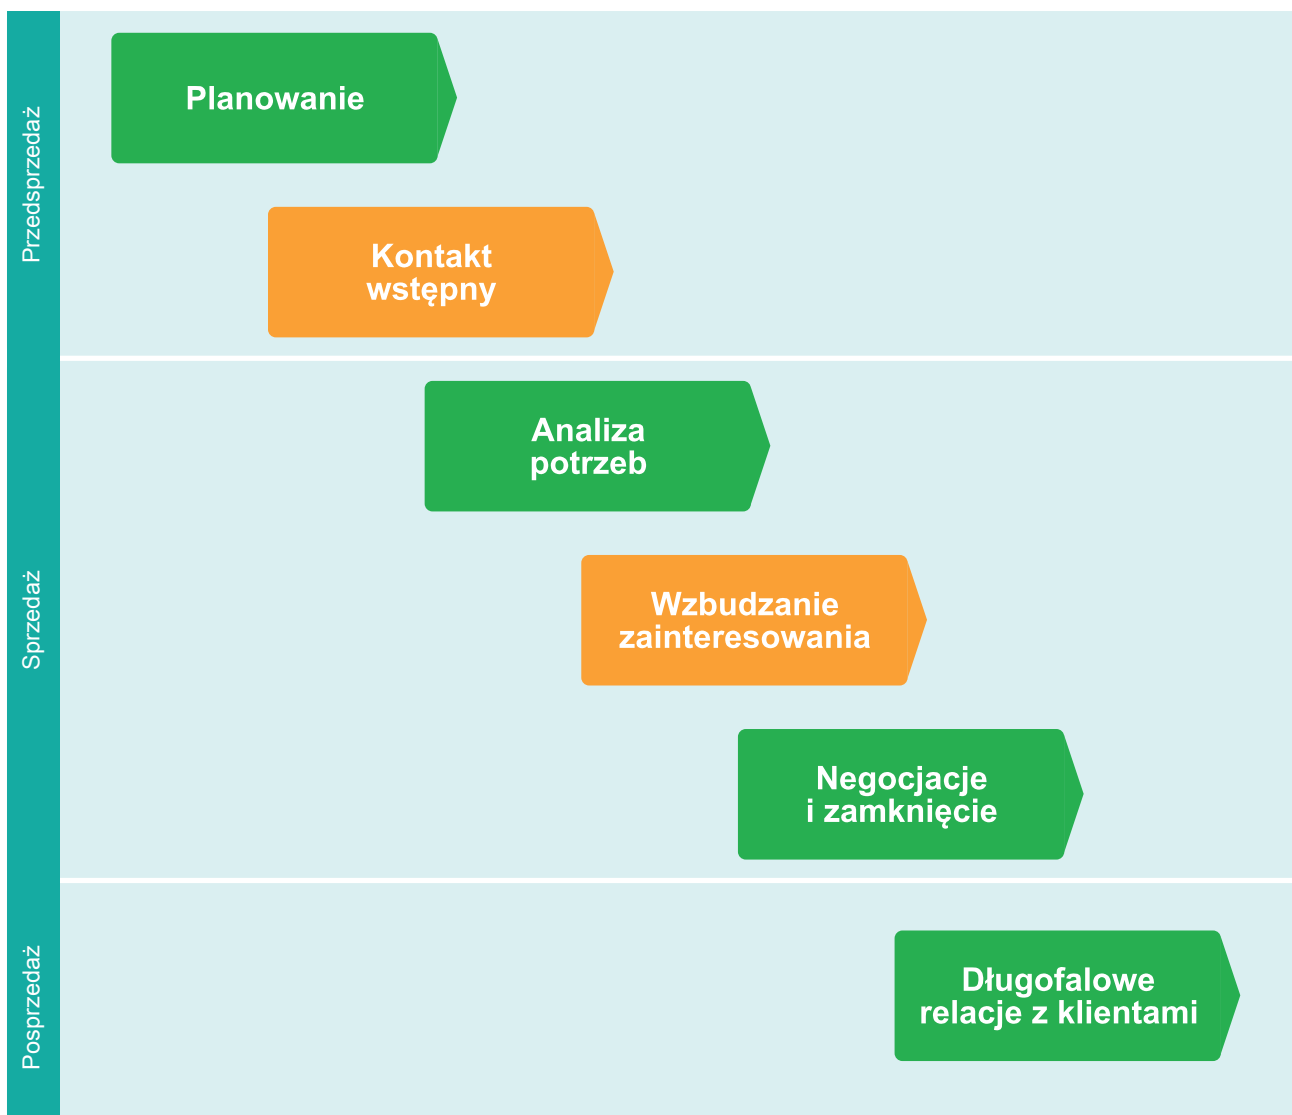 Przedsprzedaż
Planowanie
Kontakt
wstępny
Sprzedaż
Analiza
potrzeb
Wzbudzanie
zainteresowania
Negocjacje
i zamknięcie
Posprzedaż
Długofalowe
relacje z klientami